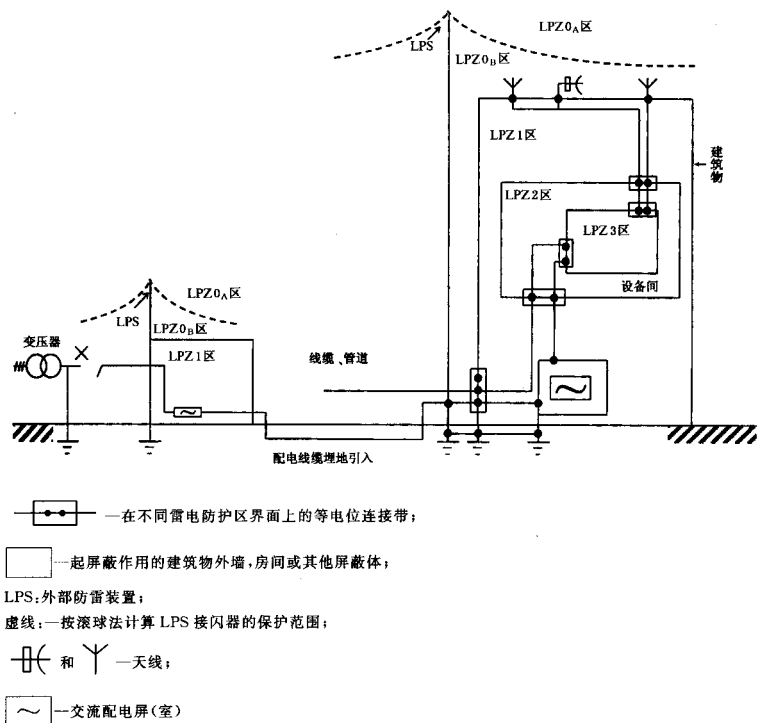 LPZ0A区
LPS
LPZ0B区
LPZ1区
建筑物
LPZ2区
LPZ3区
设备间
LPZ0A区
LPS
LPZ0B区
变压器
LPZ1区
线缆、管道
配电线缆埋地引入
—在不同雷电防护区界面上的等电位连接带;
—起屏蔽作用的建筑物外墙,房间或其他屏蔽体;
LPS:外部防雷装置;
虚线:—按滚球法计算LPS接闪器的保护范围;
和 —天线;
—交流配电屏(室)